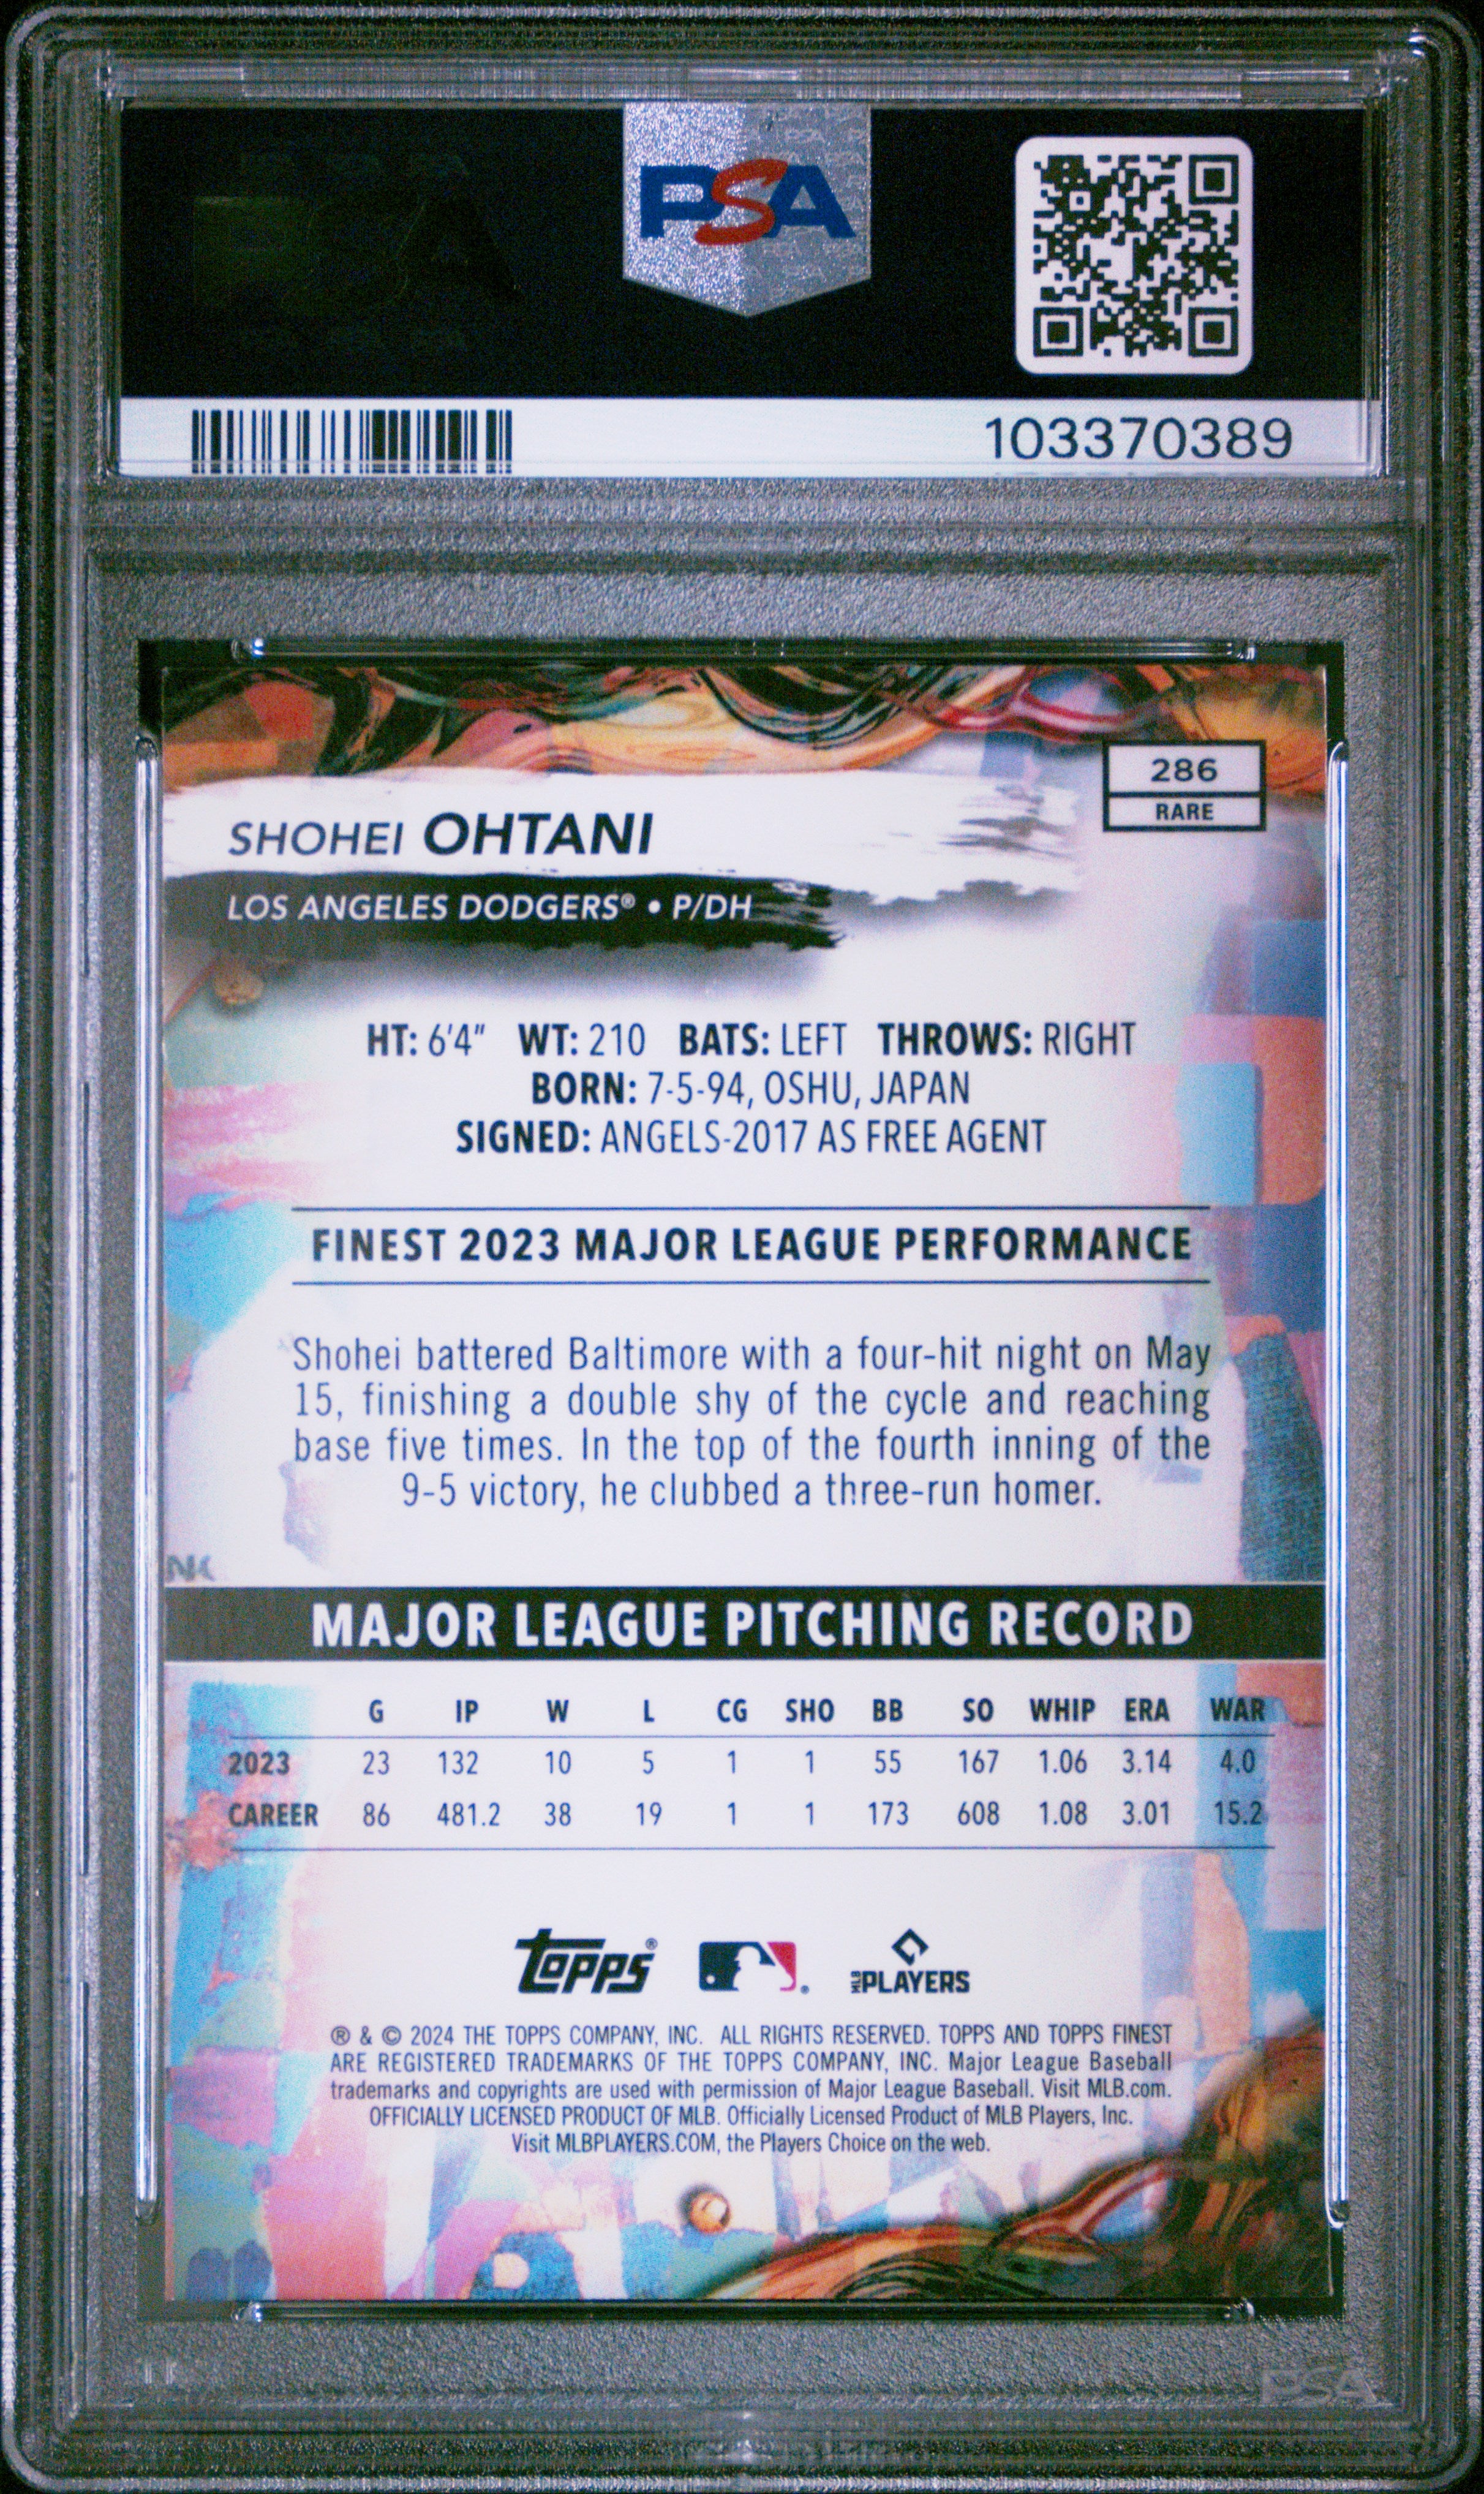 PSA
103370389
286
RARE
SHOHEI OHTANI
LOS ANGELES DODGERS® • P/DH
HT: 6'4" WT: 210 BATS: LEFT THROWS: RIGHT
BORN: 7-5-94, OSHU, JAPAN
SIGNED: ANGELS-2017 AS FREE AGENT
FINEST 2023 MAJOR LEAGUE PERFORMANCE
Shohei battered Baltimore with a four-hit night on May
15, finishing a double shy of the cycle and reaching
base five times. In the top of the fourth inning of the
9-5 victory, he clubbed a three-run homer.
NK
MAJOR LEAGUE PITCHING RECORD
G IP W L CG SHO BB SO WHIP ERA WAR
2023 23 132 10 5 1 1 55 167 1.06 3.14 4.0
CAREER 86 481.2 38 19 1 1 173 608 1.08 3.01 15.2
Topps® MLB PLAYERS
® & © 2024 THE TOPPS COMPANY, INC. ALL RIGHTS RESERVED. TOPPS AND TOPPS FINEST
ARE REGISTERED TRADEMARKS OF THE TOPPS COMPANY, INC. Major League Baseball
trademarks and copyrights are used with permission of Major League Baseball. Visit MLB.com.
OFFICIALLY LICENSED PRODUCT OF MLB. Officially Licensed Product of MLB Players, Inc.
Visit MLBPLAYERS.COM, the Players Choice on the web.
PSA